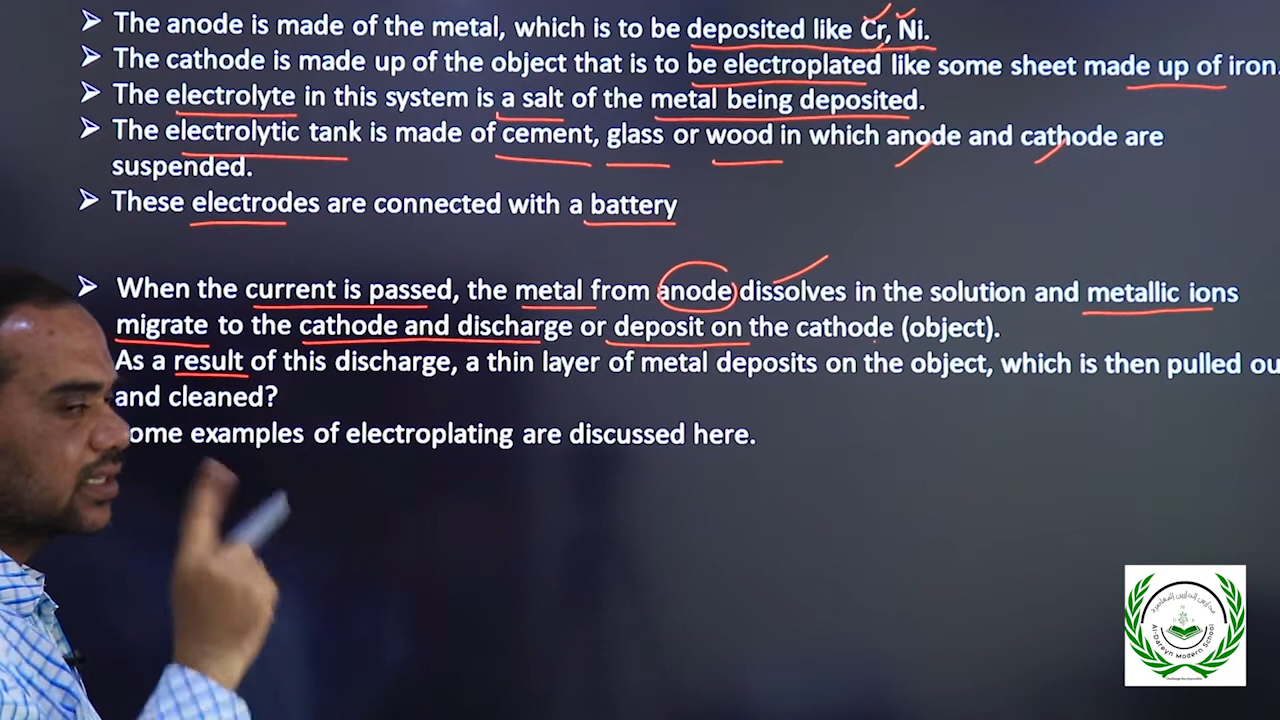 ➢ The anode is made of the metal, which is to be deposited like Cr, Ni.
➢ The cathode is made up of the object that is to be electroplated like some sheet made up of iron.
➢ The electrolyte in this system is a salt of the metal being deposited.
➢ The electrolytic tank is made of cement, glass or wood in which anode and cathode are
suspended.
➢ These electrodes are connected with a battery
➢ When the current is passed, the metal from anode dissolves in the solution and metallic ions
migrate to the cathode and discharge or deposit on the cathode (object).
As a result of this discharge, a thin layer of metal deposits on the object, which is then pulled ou
and cleaned?
ome examples of electroplating are discussed here.
Al-Dareyn Modern School